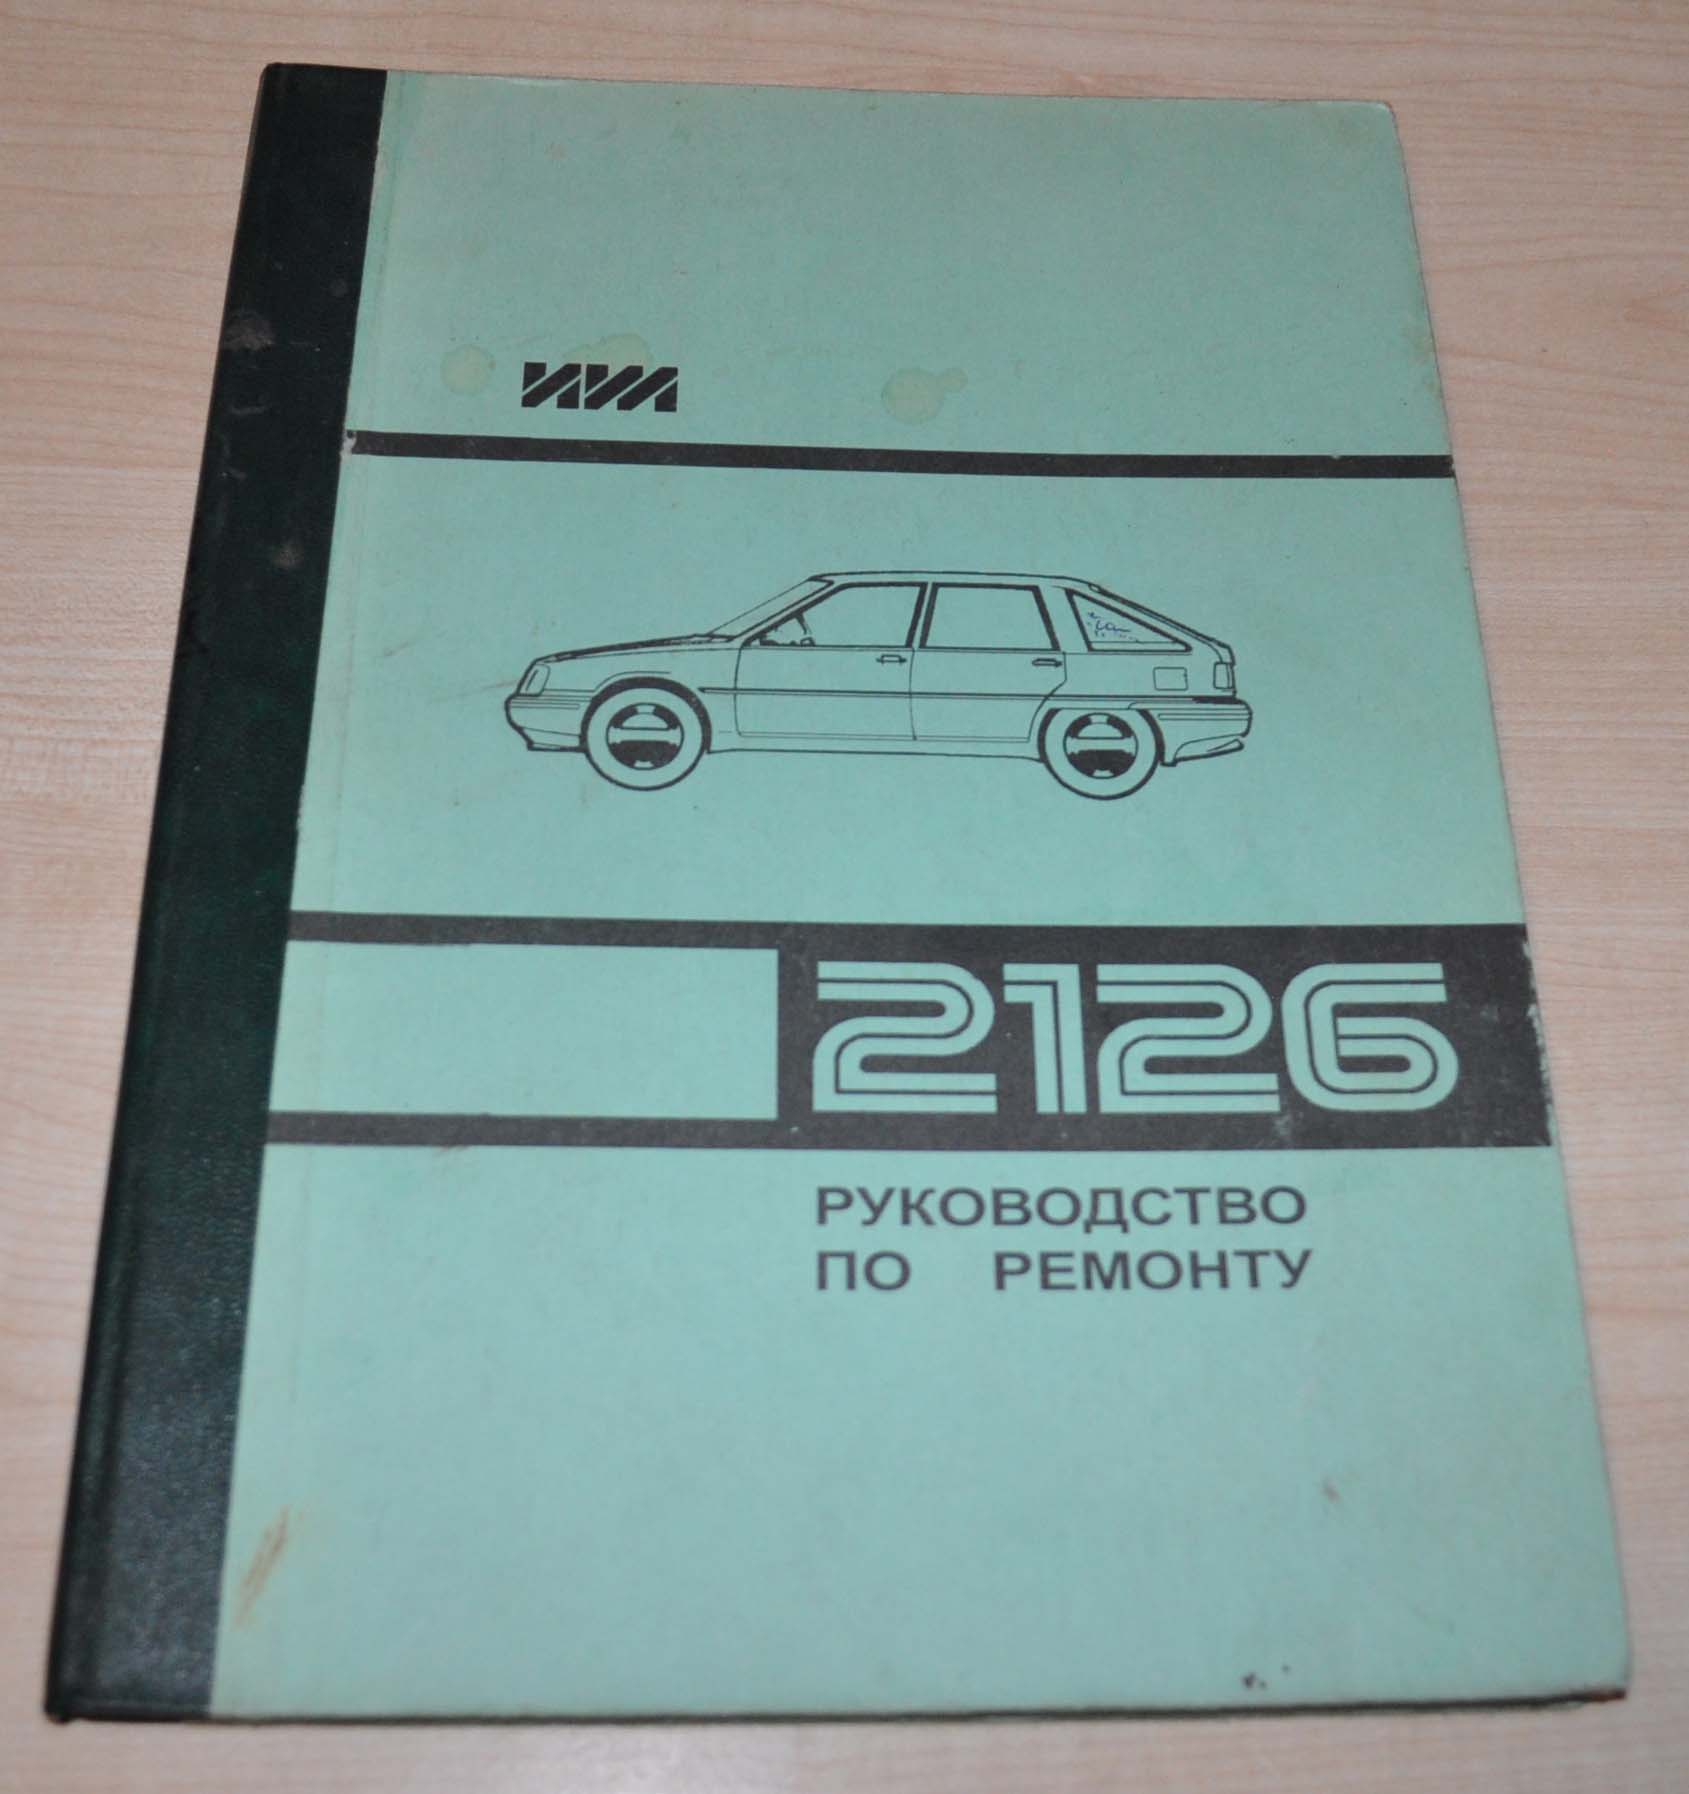 ИЖ
2126
РУКОВОДСТВО
ПО РЕМОНТУ